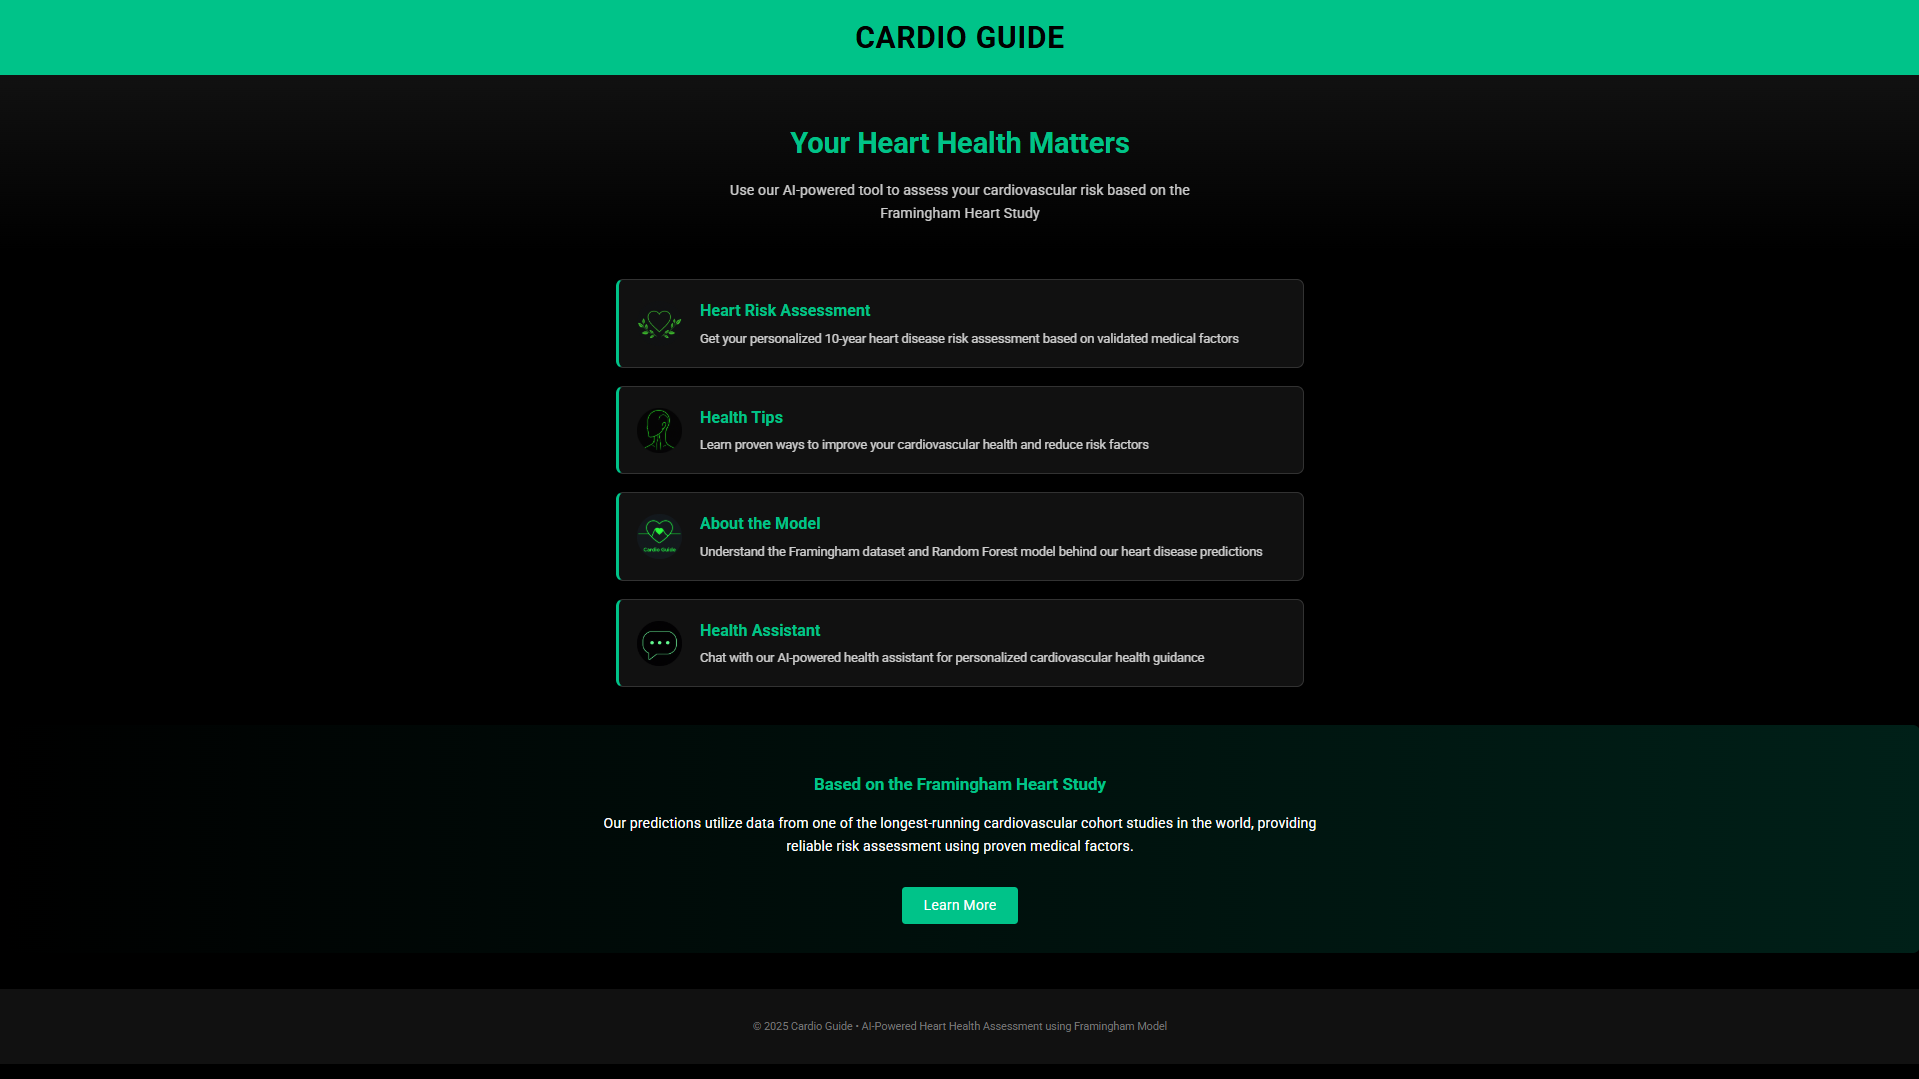 CARDIO GUIDE
Your Heart Health Matters
Use our AI-powered tool to assess your cardiovascular risk based on the
Framingham Heart Study
Heart Risk Assessment
Get your personalized 10-year heart disease risk assessment based on validated medical factors
Health Tips
Learn proven ways to improve your cardiovascular health and reduce risk factors
Cardio Guide
About the Model
Understand the Framingham dataset and Random Forest model behind our heart disease predictions
Health Assistant
Chat with our AI-powered health assistant for personalized cardiovascular health guidance
Based on the Framingham Heart Study
Our predictions utilize data from one of the longest-running cardiovascular cohort studies in the world, providing
reliable risk assessment using proven medical factors.
Learn More
© 2025 Cardio Guide • AI-Powered Heart Health Assessment using Framingham Model